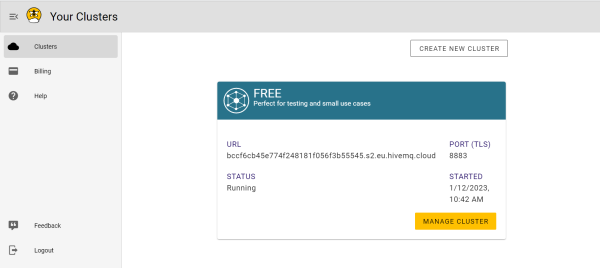 Your Clusters
Clusters
Billing
Help
Feedback
Logout
CREATE NEW CLUSTER
FREE
Perfect for testing and small use cases
URL
bccf6cb45e774f248181f056f3b55545.s2.eu.hivemq.cloud
PORT (TLS)
8883
STATUS
Running
STARTED
1/12/2023,
10:42 AM
MANAGE CLUSTER